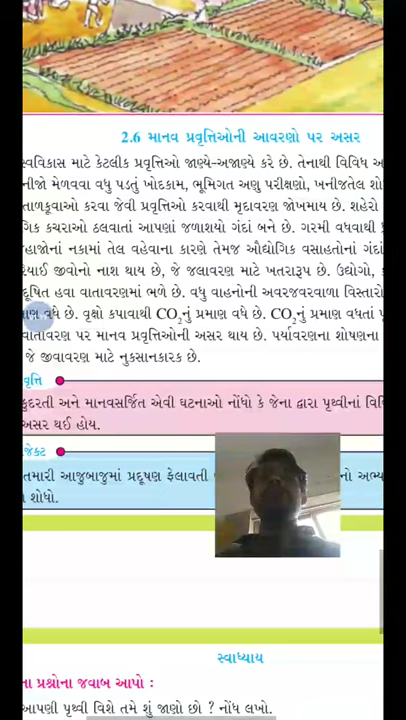 2.6 માનવ પ્રવૃત્તિઓની આવરણો પર અસર
સ્વવિકાસ માટે કેટલીક પ્રવૃત્તિઓ જાણ્યે-અજાણ્યે કરે છે. તેનાથી વિવિધ
મેળવવા વધુ પડતું ખોદકામ, ભૂમિગત અણુ પરીક્ષણો, ખનીજતેલ
કરવા જેવી પ્રવૃત્તિઓ કરવાથી મૃદાવરણ જોખમાય છે. શહેરો
કચરાઓ ઠલવાતાં આપણાં જળાશયો ગંદાં બને છે. ગરમી વધવાથી
નકામાં તેલ વહેવાના કારણે તેમજ ઔદ્યોગિક વસાહતોનાં ગંદાં
જીવોનો નાશ થાય છે, જે જલાવરણ માટે ખતરારૂપ છે. ઉદ્યોગો,
દૂષિત હવા વાતાવરણમાં ભળે છે. વધુ વાહનોની અવરજવરવાળા વિસ્તારો
વધે છે. વૃક્ષો કપાવાથી CO₂નું પ્રમાણ વધે છે. CO₂નું પ્રમાણ વધતાં
વાતાવરણ પર માનવ પ્રવૃત્તિઓની અસર થાય છે. પર્યાવરણના શોષણના
જે જીવાવરણ માટે નુકસાનકારક છે.
કુદરતી અને માનવસર્જિત એવી ઘટનાઓ નોંધો કે જેના દ્વારા પૃથ્વીનાં
અસર થઈ હોય.
તમારી આજુબાજુમાં પ્રદૂષણ ફેલાવતી
શોધો.
સ્વાધ્યાય
પ્રશ્નોના જવાબ આપો :
આપણી પૃથ્વી વિશે તમે શું જાણો છો ? નોંધ લખો.